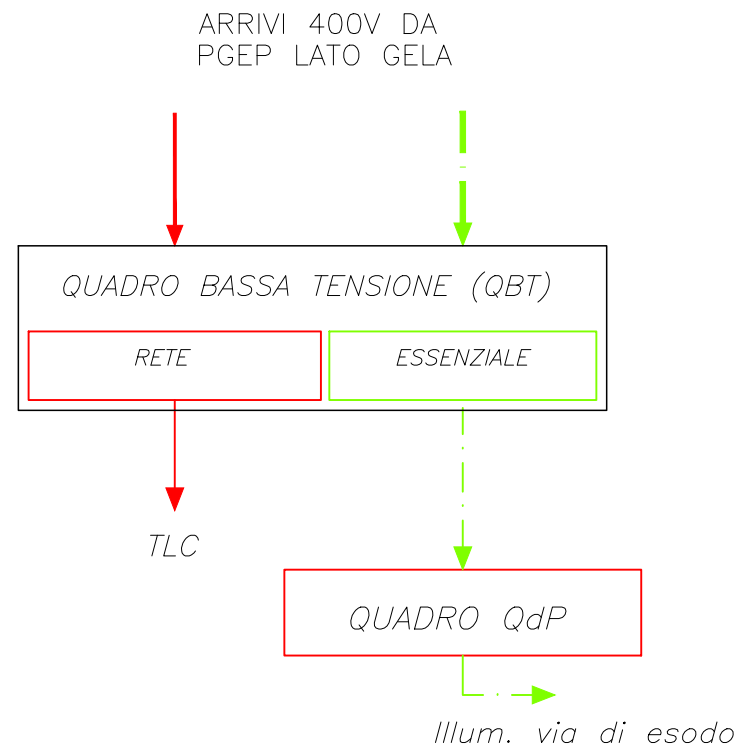 ARRIVI 400V DA
PGEP LATO GELA
QUADRO BASSA TENSIONE (QBT)
RETE
ESSENZIALE
TLC
QUADRO QdP
Illum. via di esodo